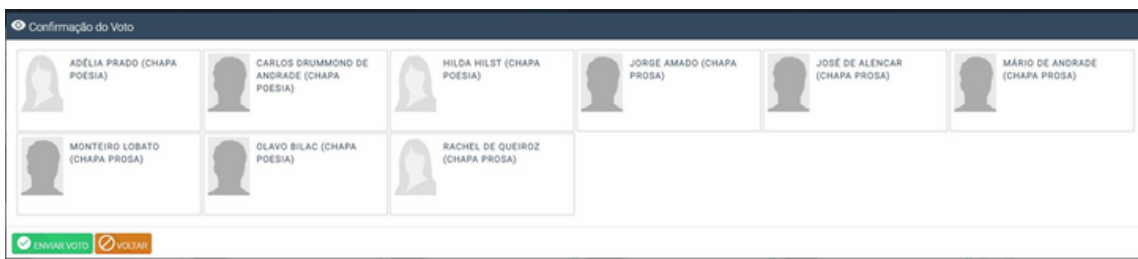 Confirmação do Voto
ADÉLIA PRADO (CHAPA
POESIA)
CARLOS DRUMMOND DE
ANDRADE (CHAPA
POESIA)
HILDA HILST (CHAPA
POESIA)
JORGE AMADO (CHAPA
PROSA)
JOSÉ DE ALENCAR
(CHAPA PROSA)
MÁRIO DE ANDRADE
(CHAPA PROSA)
MONTEIRO LOBATO
(CHAPA PROSA)
OLAVO BILAC (CHAPA
POESIA)
RACHEL DE QUEIROZ
(CHAPA PROSA)
ENVIAR VOTO
VOLTAR